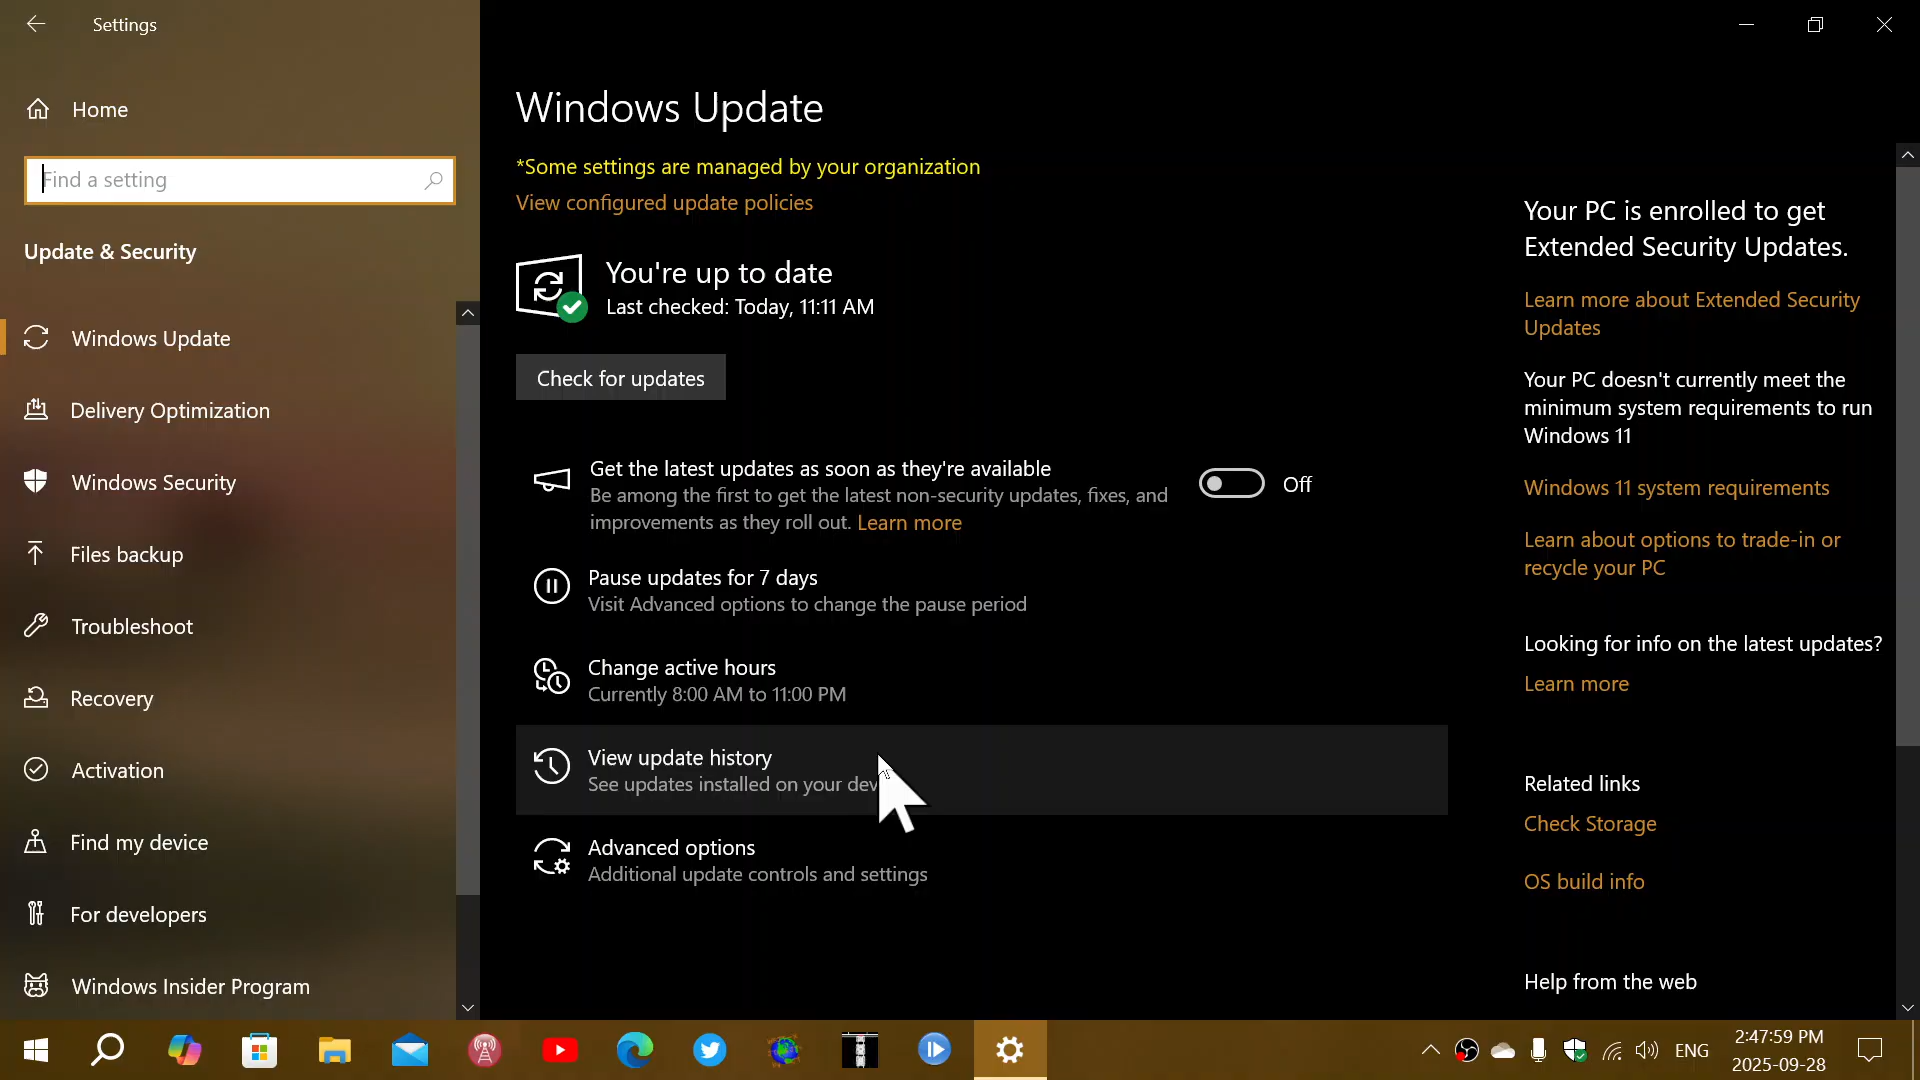 Settings
Home
Find a setting
Update & Security
Windows Update
Delivery Optimization
Windows Security
Files backup
Troubleshoot
Recovery
Activation
Find my device
For developers
Windows Insider Program
Windows Update
*Some settings are managed by your organization
View configured update policies
You're up to date
Last checked: Today, 11:11 AM
Check for updates
Get the latest updates as soon as they're available
Be among the first to get the latest non-security updates, fixes, and
improvements as they roll out. Learn more
Off
Pause updates for 7 days
Visit Advanced options to change the pause period
Change active hours
Currently 8:00 AM to 11:00 PM
View update history
See updates installed on your dev
Advanced options
Additional update controls and settings
Your PC is enrolled to get
Extended Security Updates.
Learn more about Extended Security
Updates
Your PC doesn't currently meet the
minimum system requirements to run
Windows 11
Windows 11 system requirements
Learn about options to trade-in or
recycle your PC
Looking for info on the latest updates?
Learn more
Related links
Check Storage
OS build info
Help from the web
ENG
2:47:59 PM
2025-09-28